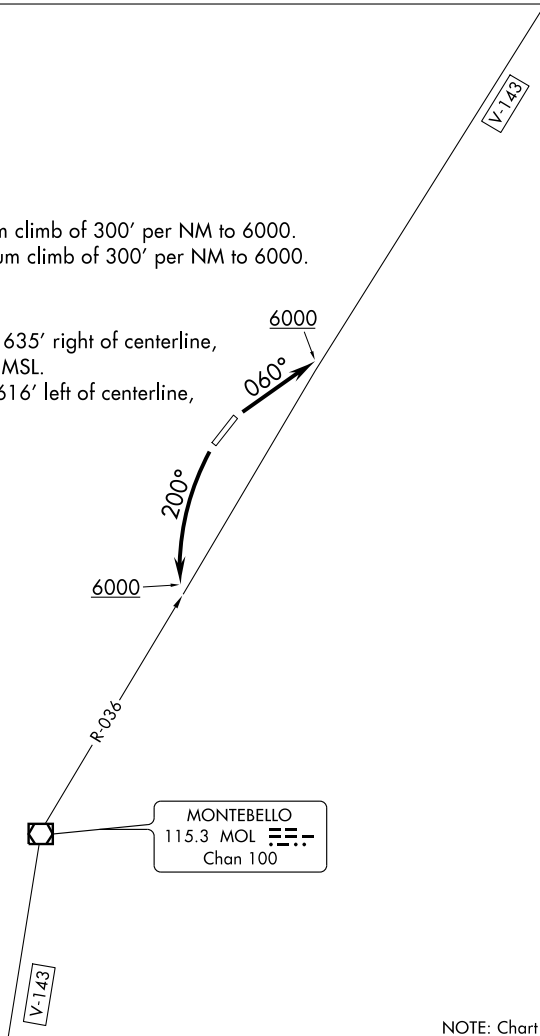 V-143
m climb of 300' per NM to 6000.
um climb of 300' per NM to 6000.
6000
635' right of centerline,
MSL.
616' left of centerline,
060°
200°
6000
R-036
MONTEBELLO
115.3 MOL
Chan 100
V-143
NOTE: Chart